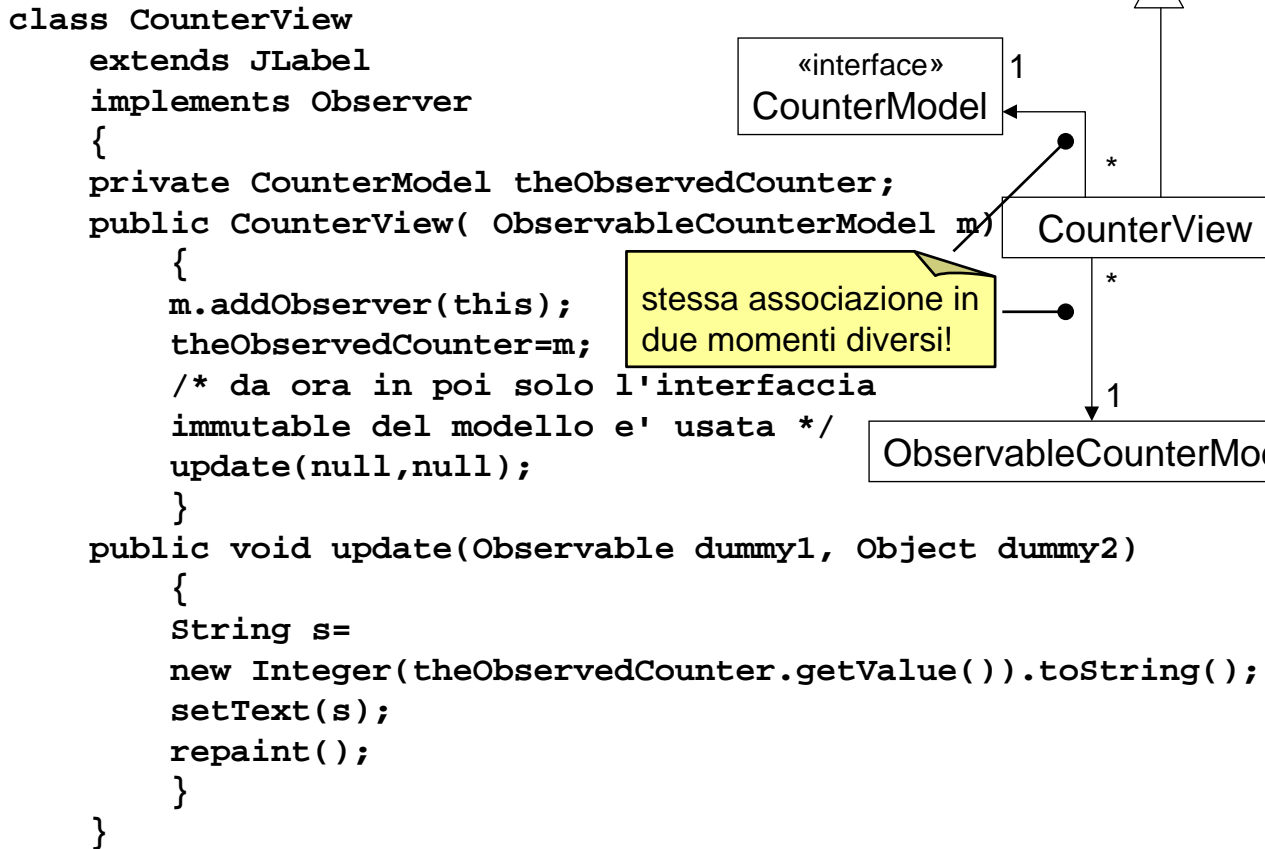 class CounterView
extends JLabel
implements Observer
{
private CounterModel theObservedCounter;
public CounterView( ObservableCounterModel m)
{
m.addObserver(this);
theObservedCounter=m;
/* da ora in poi solo l'interfaccia
immutable del modello e' usata */
update(null,null);
}
public void update(Observable dummy1, Object dummy2)
{
String s=
new Integer(theObservedCounter.getValue()).toString();
setText(s);
repaint();
}
}
«interface»
CounterModel
1
*
CounterView
*
stessa associazione in
due momenti diversi!
1